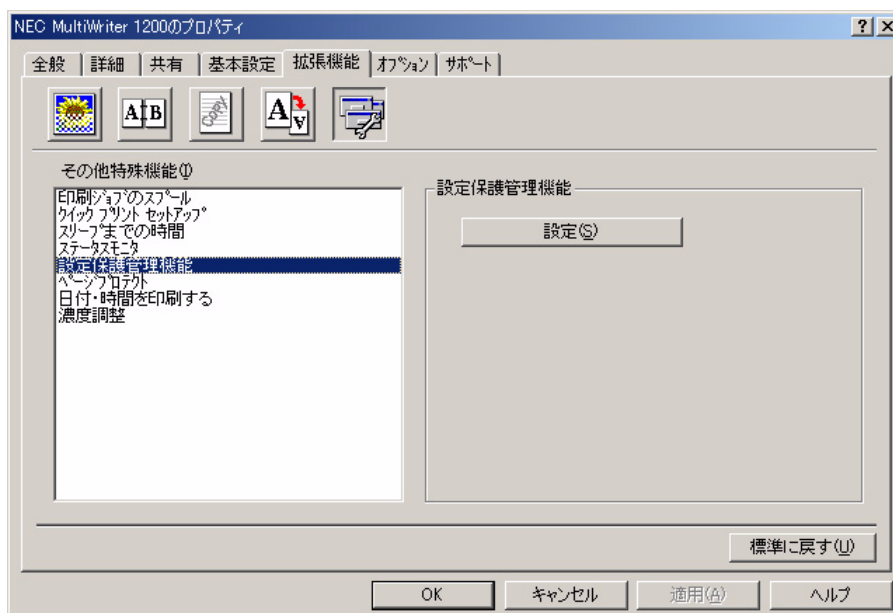 NEC MultiWriter 1200のプロパティ
全般 詳細 共有 基本設定 拡張機能 オプション サポート
A B Copy A A
その他特殊機能(I)
印刷ジョブのスプール
クイック プリント セットアップ
スリープまでの時間
ステータスモニタ
設定保護管理機能
ページプロテクト
日付・時間を印刷する
濃度調整
設定保護管理機能
設定(S)
標準に戻す(U)
OK キャンセル 適用(A) ヘルプ